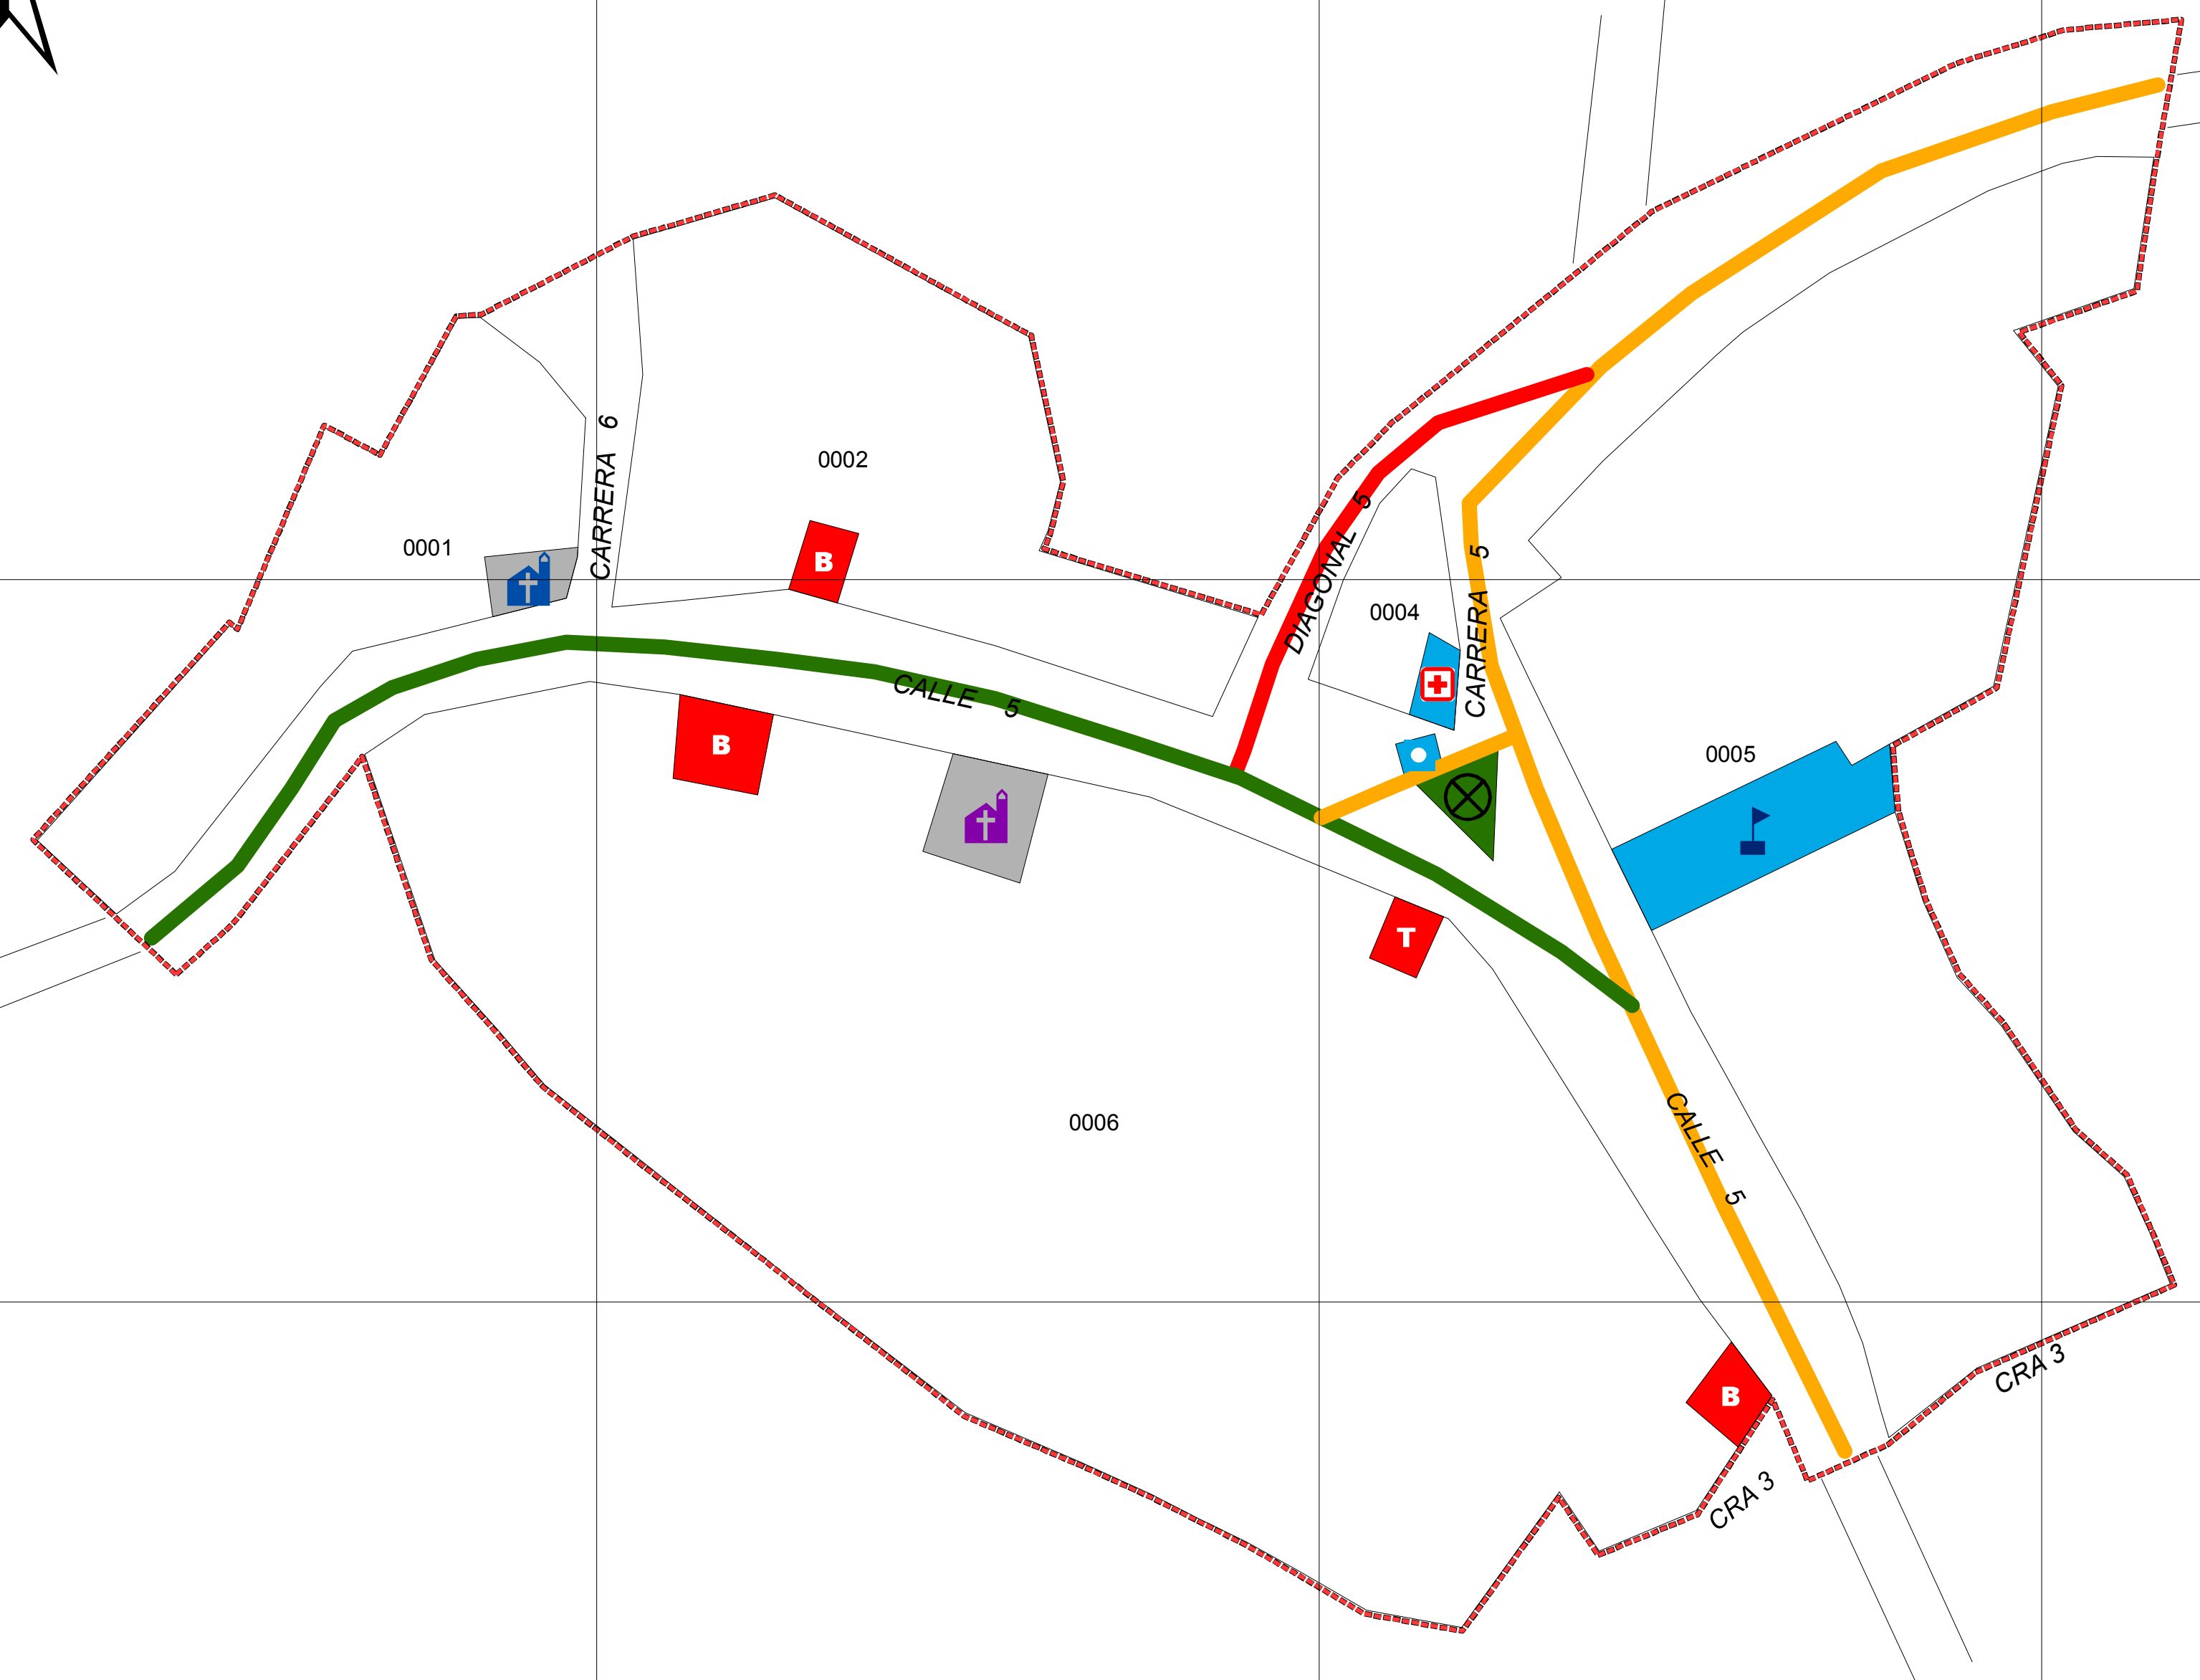 CARRERA 6
0002
0001
B
DIAGONAL 5
CARRERA 5
0004
CALLE 5
B
0005
T
0006
CALLE 5
B
CRA 3
CRA 3